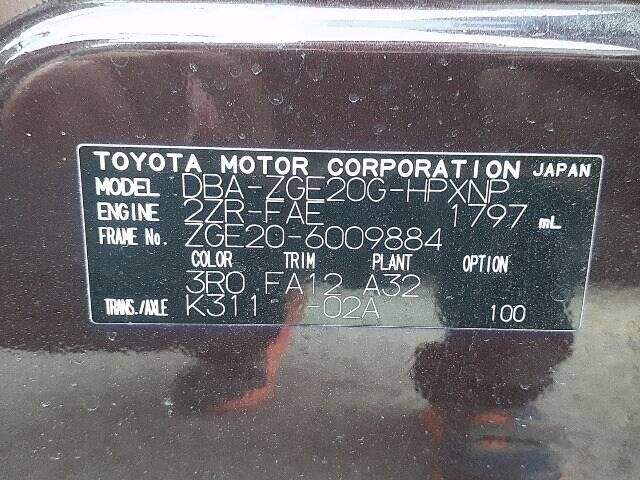 TOYOTA MOTOR CORPORATION JAPAN
MODEL DBA-ZGE20G-HPXNP
ENGINE 2ZR-FAE 1797 mL
FRAME No. ZGE20-6009884
COLOR TRIM PLANT OPTION
3R0 FA12 A32
TRANS./AXLE K311 -02A 100